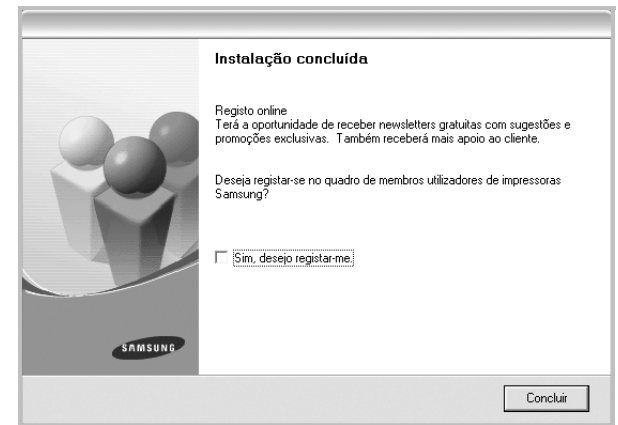 Instalação concluída
Registo online
Terá a oportunidade de receber newsletters gratuitas com sugestões e
promoções exclusivas. Também receberá mais apoio ao cliente.
Deseja registar-se no quadro de membros utilizadores de impressoras
Samsung?
Sim, desejo registar-me.
SAMSUNG
Concluir